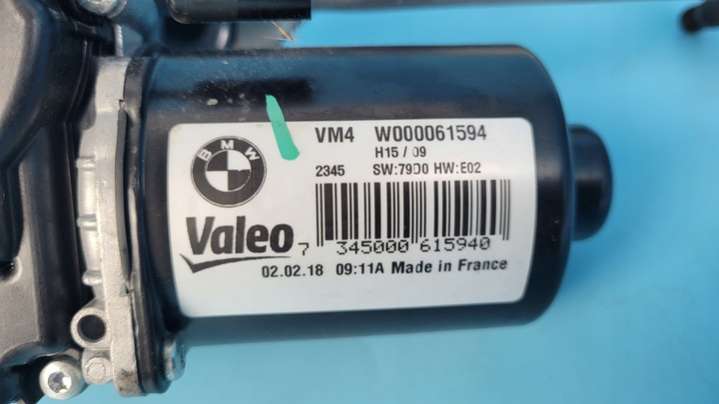 BMW
VM4 W000061594
H15 / 09
2345 SW:79D0 HW:E02
Valeo
7 345000 615940
02.02.18 09:11A Made in France